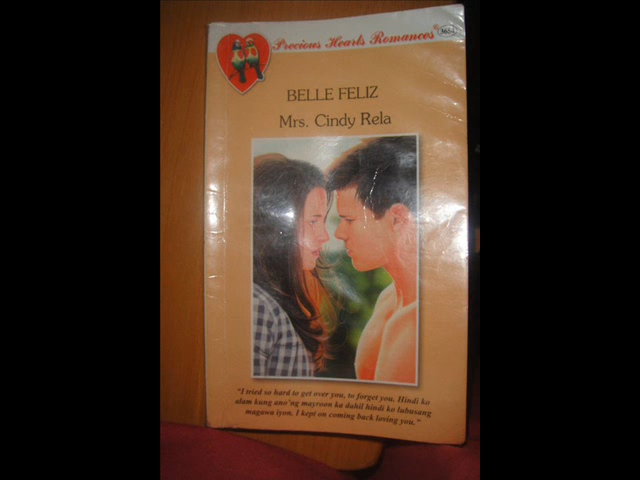 Precious Hearts Romances®
BELLE FELIZ
Mrs. Cindy Rela
"I tried so hard to get over you, to forget you. Hindi ko
alam kung ano'ng mayroon ka dahil hindi ko lubusang
magawa iyon. I kept on coming back loving you."